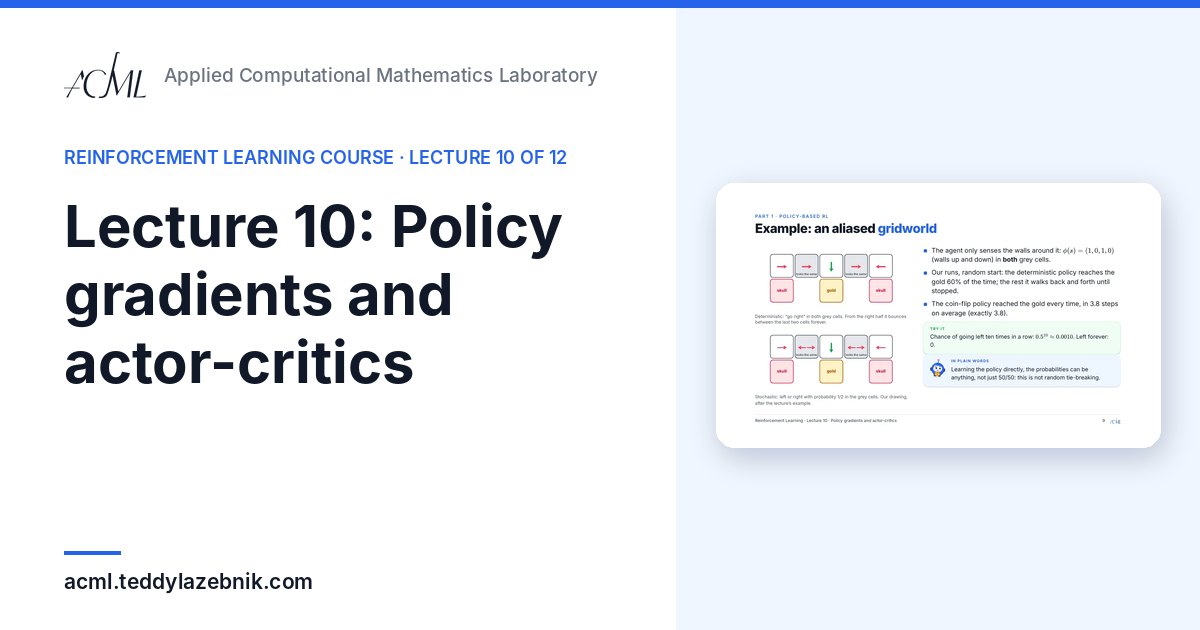 ACML
Applied Computational Mathematics Laboratory
REINFORCEMENT LEARNING COURSE · LECTURE 10 OF 12
Lecture 10: Policy
gradients and
actor-critics
acml.teddylazebnik.com
PART 1 · POLICY-BASED RL
Example: an aliased gridworld
skull
gold
skull
Deterministic: "go right" in both grey cells. From the right half it bounces
between the last two cells forever.
skull
gold
skull
Stochastic: left or right with probability 1/2 in the grey cells. Our drawing,
after the lecture's example.
The agent only senses the walls around it: ϕ(s) = (1, 0, 1, 0)
(walls up and down) in both grey cells.
Our runs, random start: the deterministic policy reaches the
gold 60% of the time; the rest it walks back and forth until
stopped.
The coin-flip policy reached the gold every time, in 3.8 steps
on average (exactly 3.8).
TRY IT
Chance of going left ten times in a row: 0.5¹⁰ ≈ 0.0010. Left forever:
0.
IN PLAIN WORDS
Learning the policy directly, the probabilities can be
anything, not just 50/50: this is not random tie-breaking.
Reinforcement Learning · Lecture 10 · Policy gradients and actor-critics
9
ACML